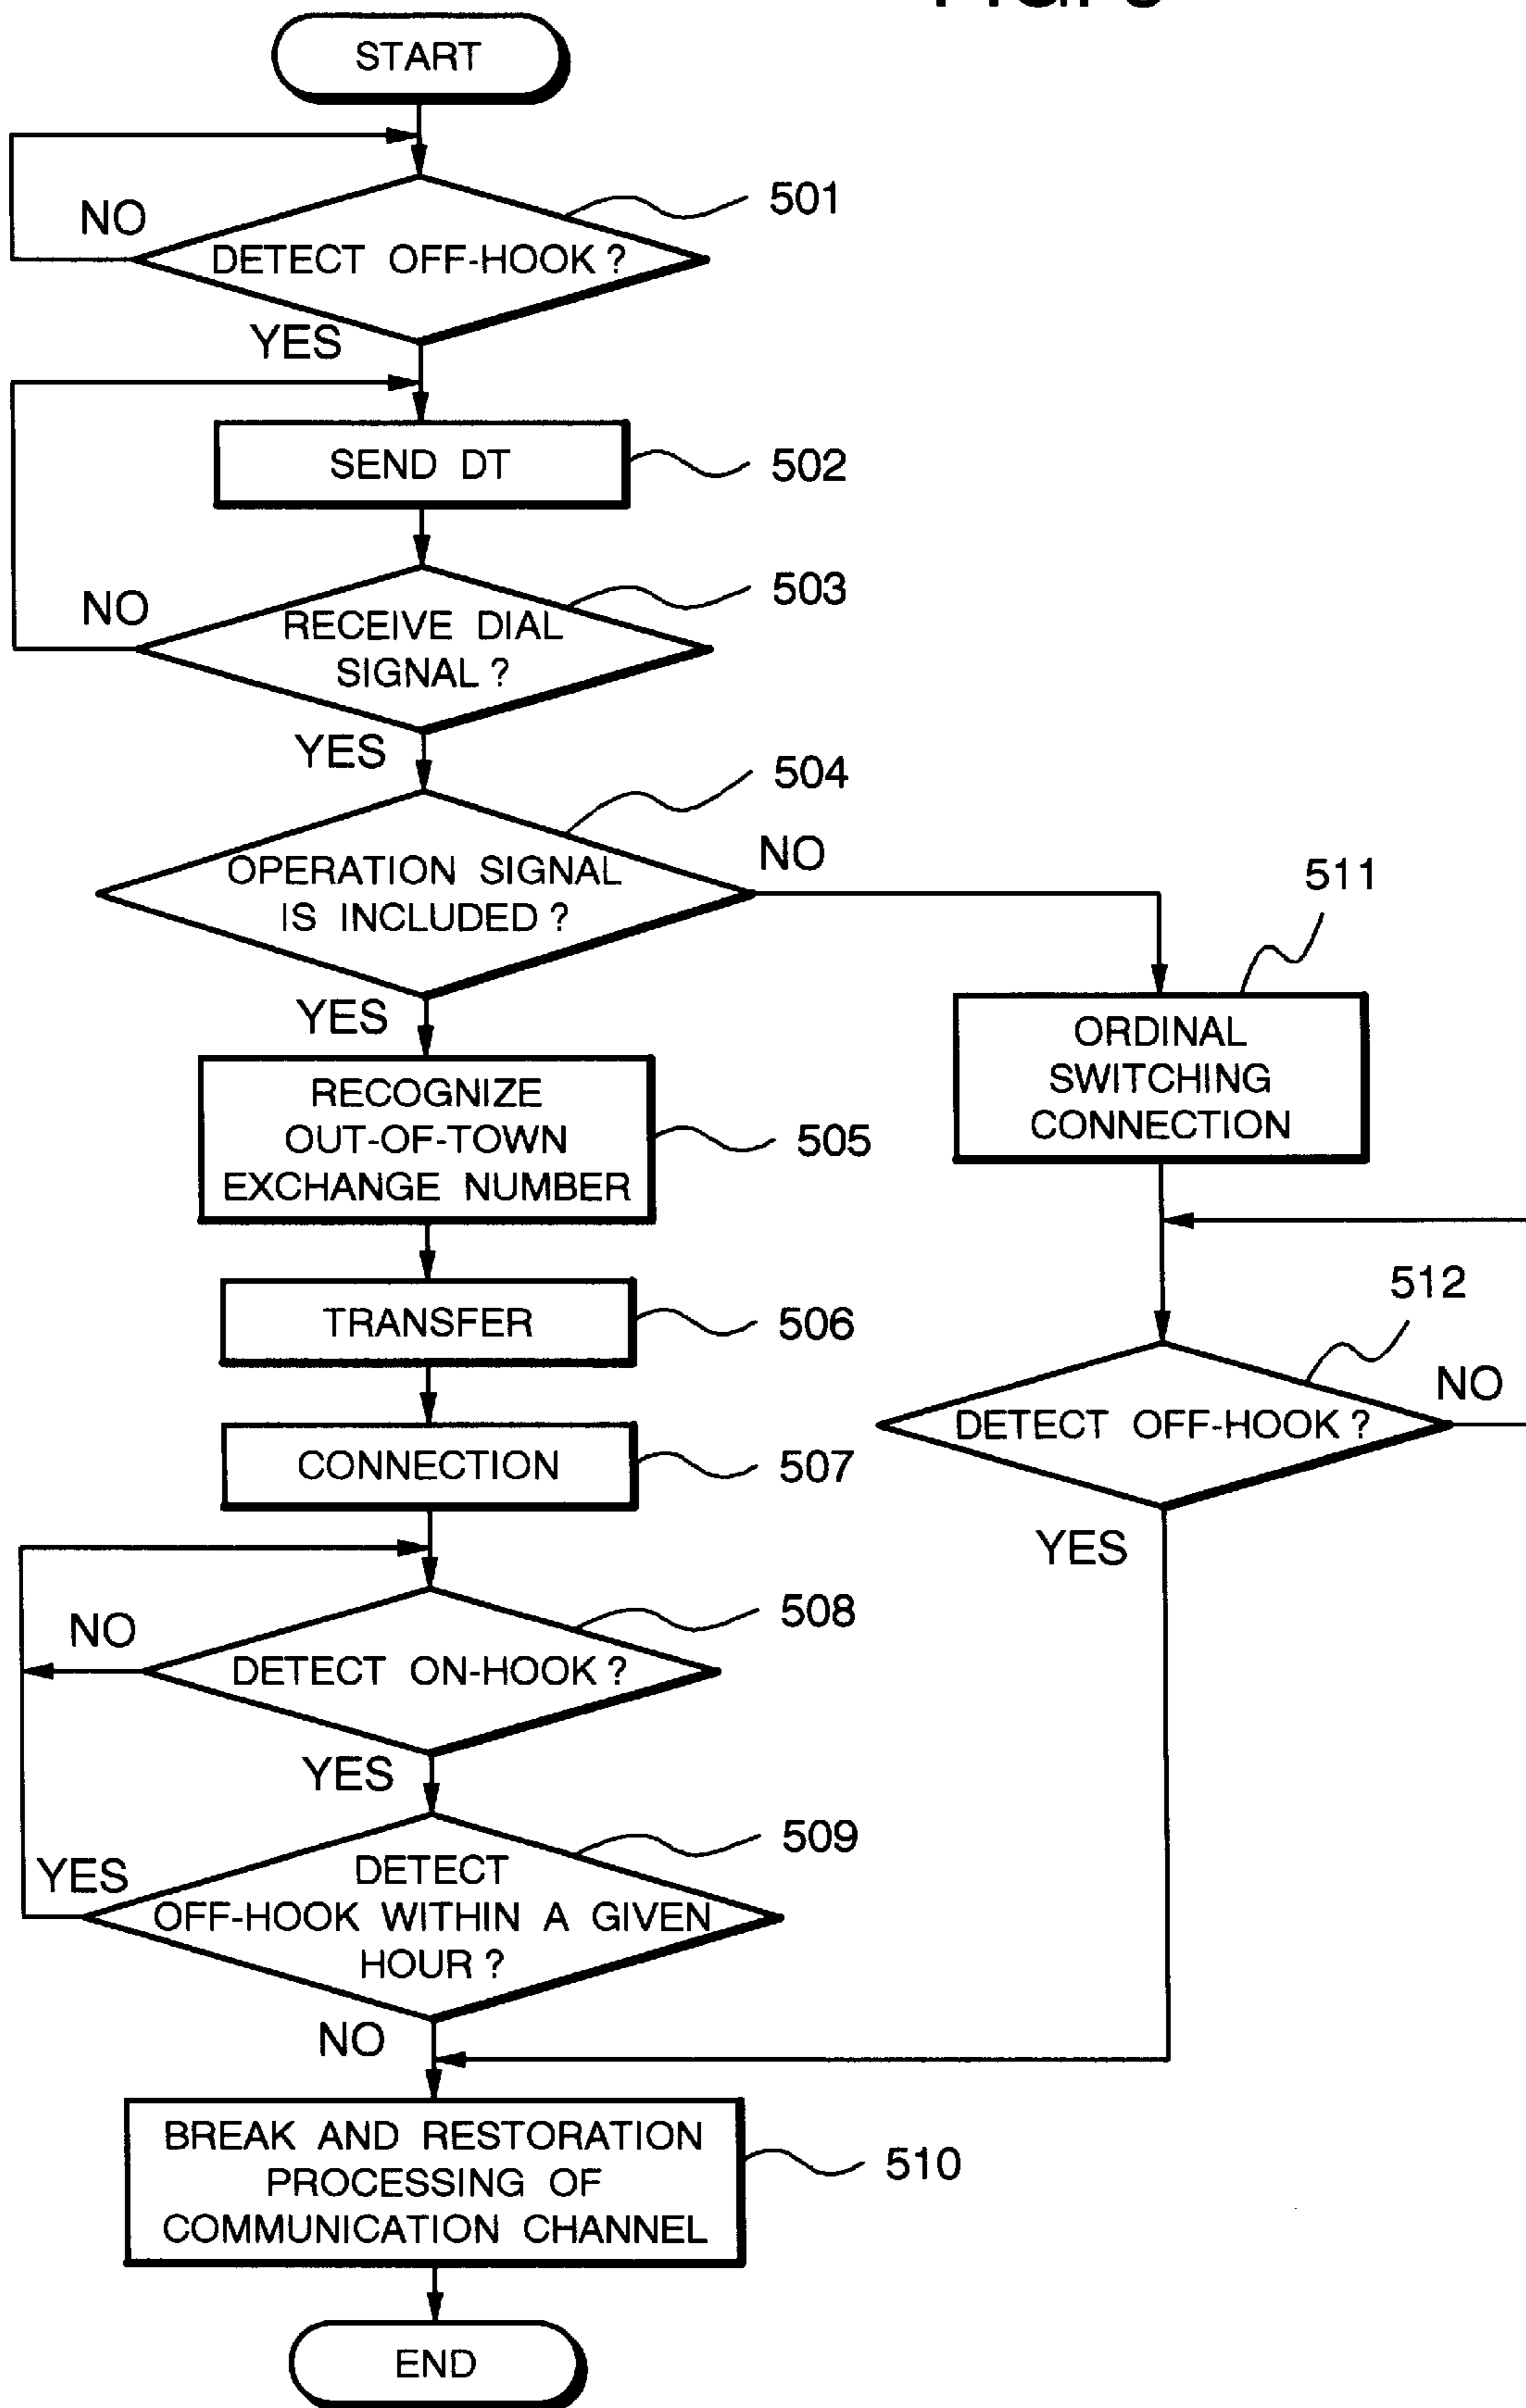 START
NO
501
DETECT OFF-HOOK ?
YES
SEND DT
502
NO
503
RECEIVE DIAL
SIGNAL ?
YES
504
OPERATION SIGNAL
IS INCLUDED ?
NO
511
YES
ORDINAL
SWITCHING
CONNECTION
RECOGNIZE
OUT-OF-TOWN
EXCHANGE NUMBER
505
512
TRANSFER
506
NO
DETECT OFF-HOOK ?
CONNECTION
507
YES
508
NO
DETECT ON-HOOK ?
YES
509
YES
DETECT
OFF-HOOK WITHIN A GIVEN
HOUR ?
NO
BREAK AND RESTORATION
PROCESSING OF
COMMUNICATION CHANNEL
510
END